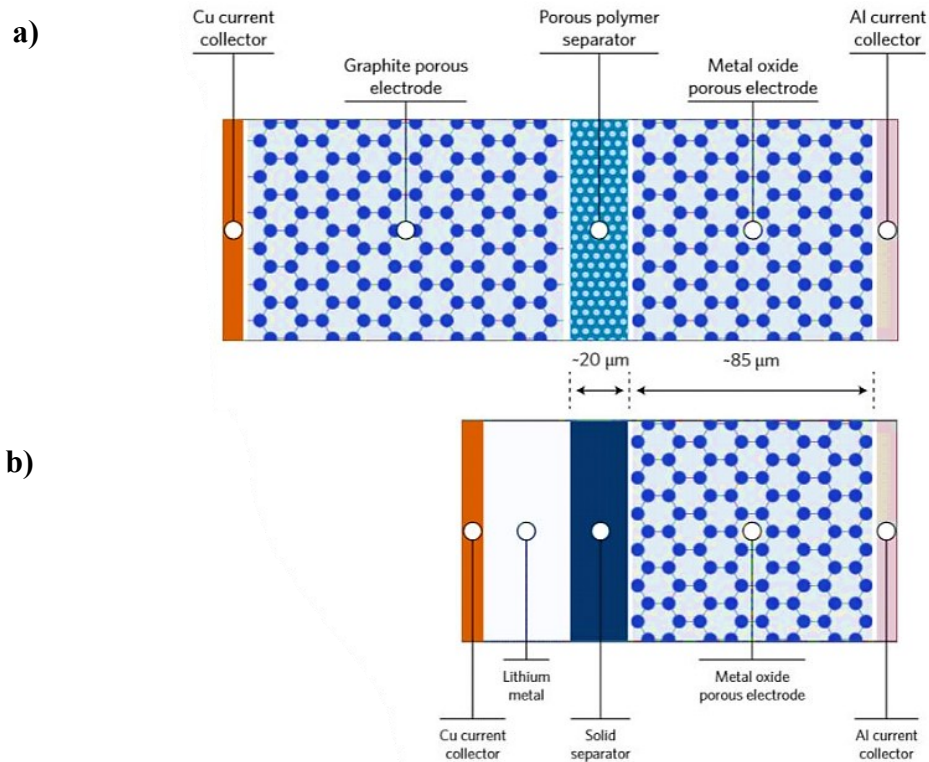 a)
Cu current
collector
Graphite porous
electrode
Porous polymer
separator
Metal oxide
porous electrode
Al current
collector
~20 μm
~85 μm
b)
Lithium
metal
Metal oxide
porous electrode
Cu current
collector
Solid
separator
Al current
collector